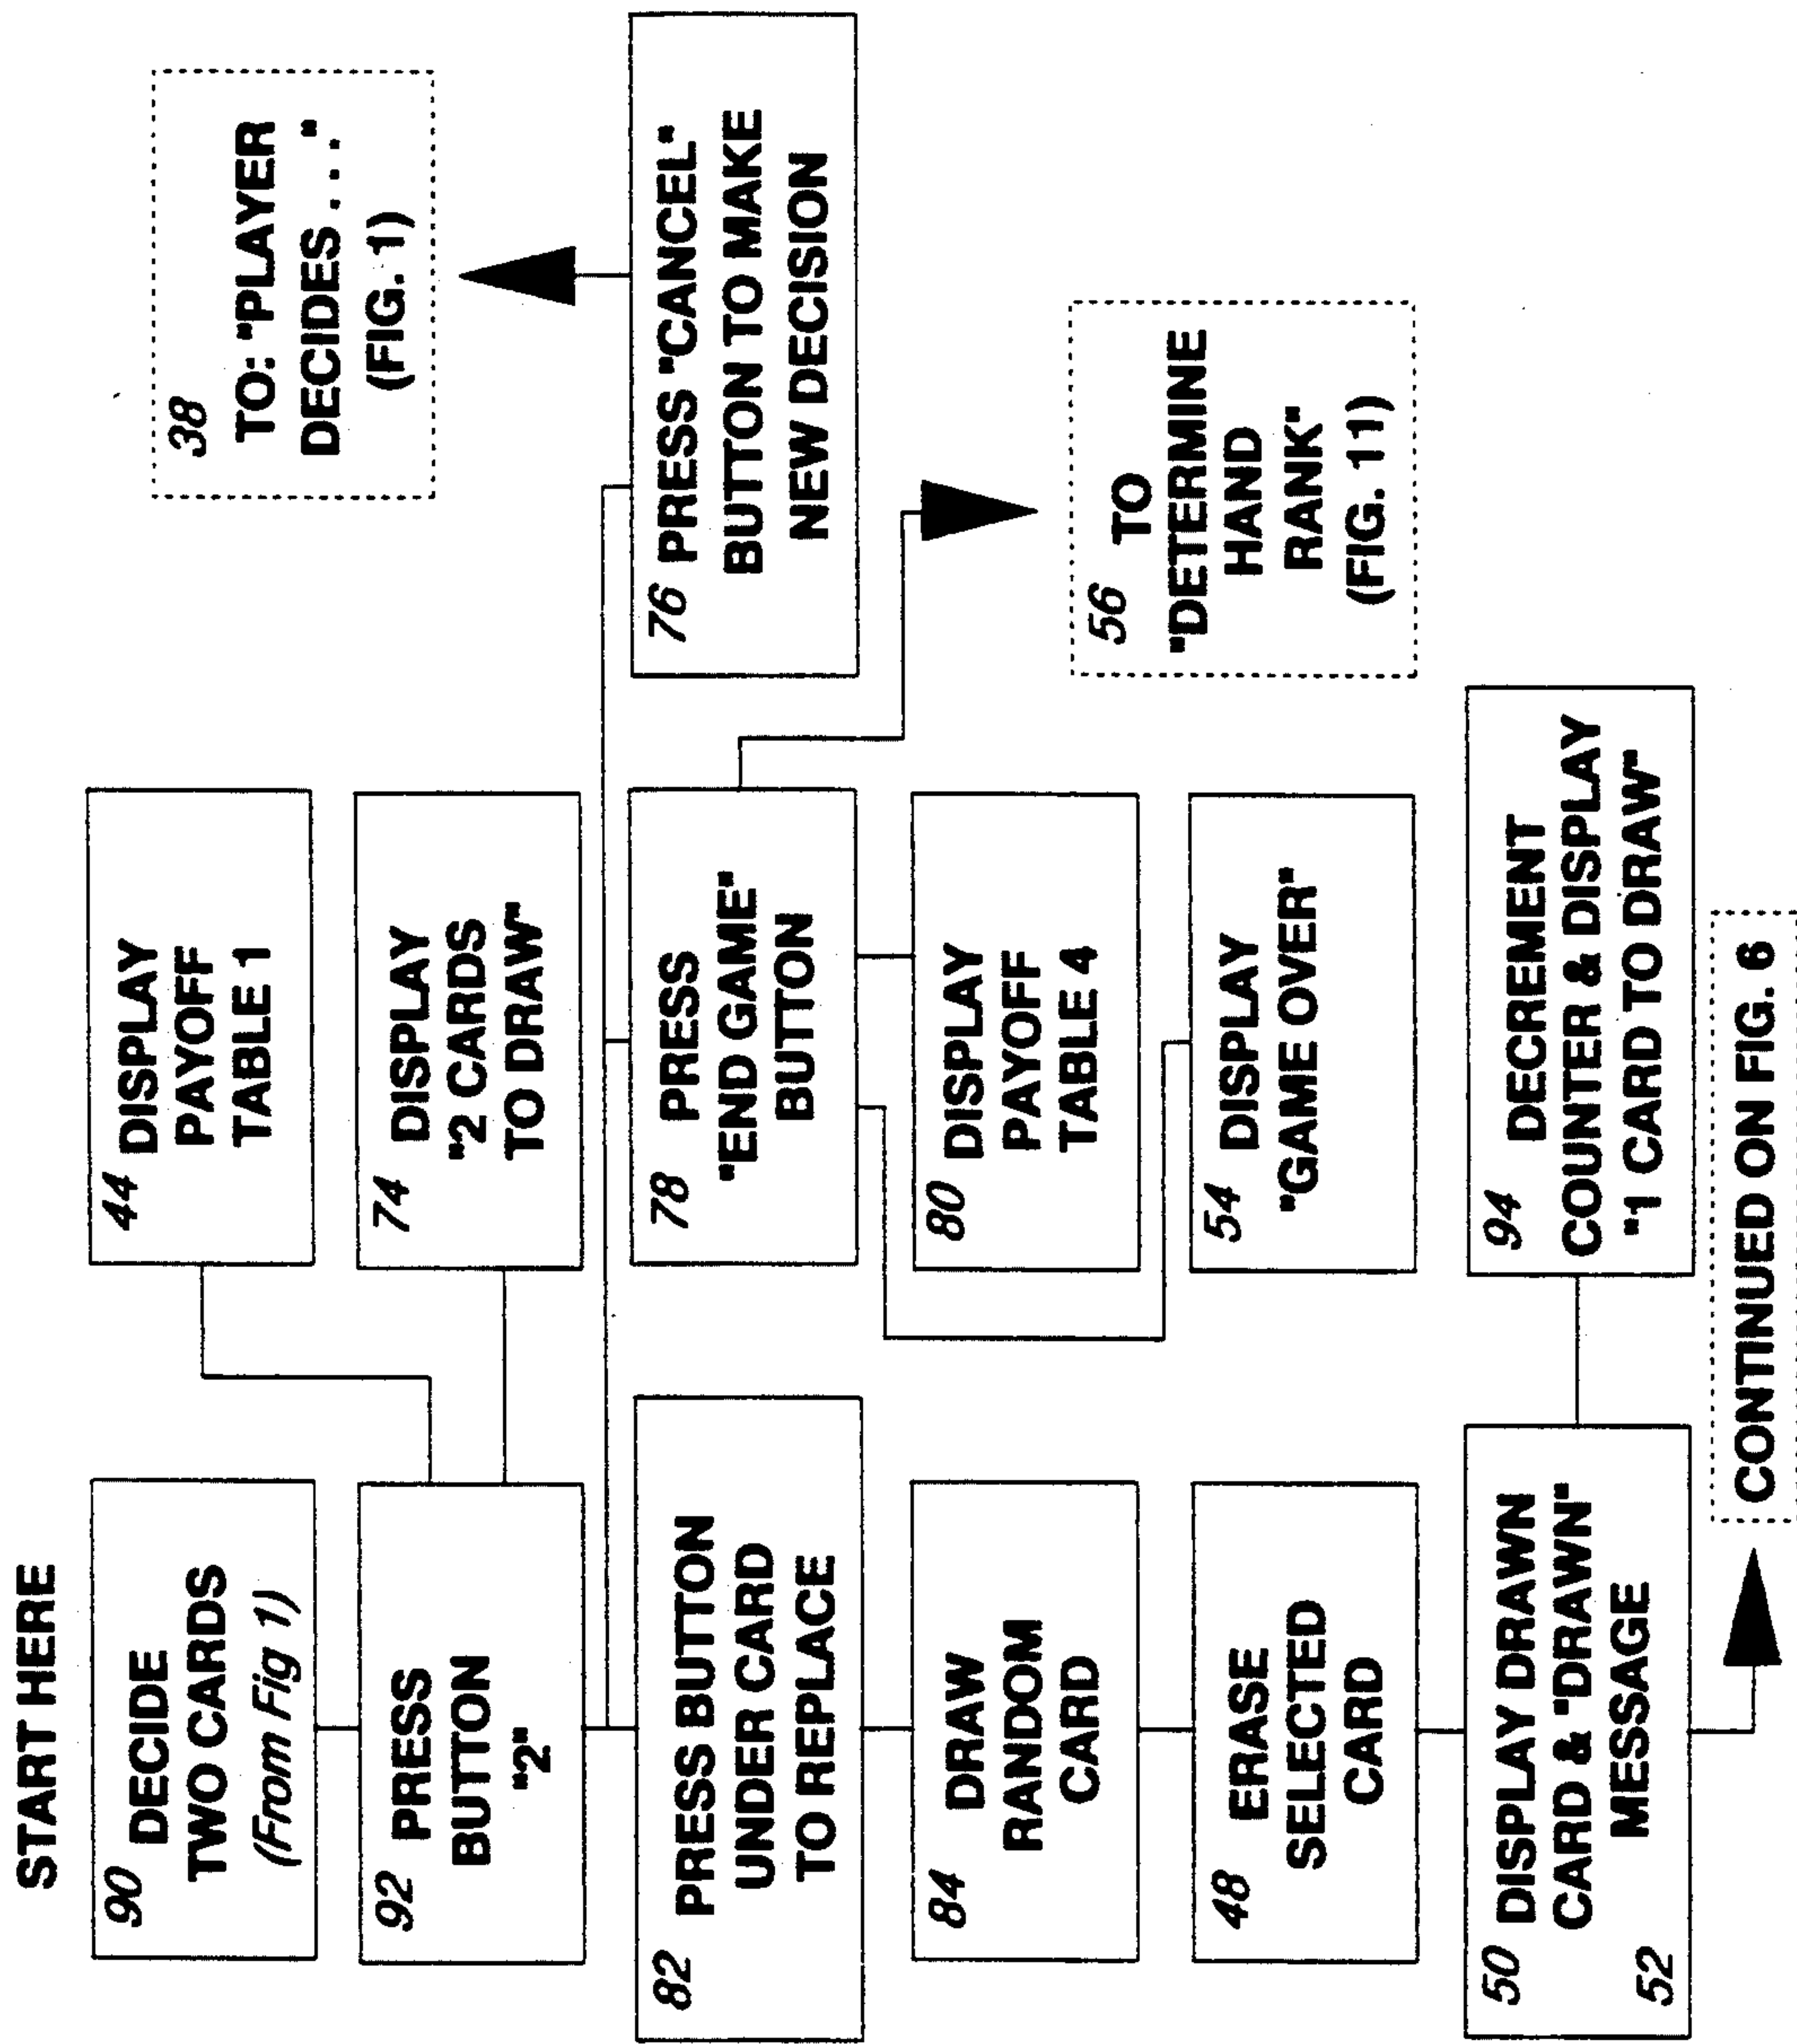 START HERE
90 DECIDE
TWO CARDS
(From Fig 1)
44 DISPLAY
PAYOFF
TABLE 1
38
TO: "PLAYER
DECIDES . . ."
(FIG. 1)
92 PRESS
BUTTON
"2"
74 DISPLAY
"2 CARDS
TO DRAW"
82 PRESS BUTTON
UNDER CARD
TO REPLACE
78 PRESS
"END GAME"
BUTTON
76 PRESS "CANCEL"
BUTTON TO MAKE
NEW DECISION
84 DRAW
RANDOM
CARD
80 DISPLAY
PAYOFF
TABLE 4
56 TO
"DETERMINE
HAND
RANK"
(FIG. 11)
48 ERASE
SELECTED
CARD
54 DISPLAY
"GAME OVER"
50 DISPLAY DRAWN
CARD & "DRAWN"
52 MESSAGE
94 DECREMENT
COUNTER & DISPLAY
"1 CARD TO DRAW"
CONTINUED ON FIG. 6